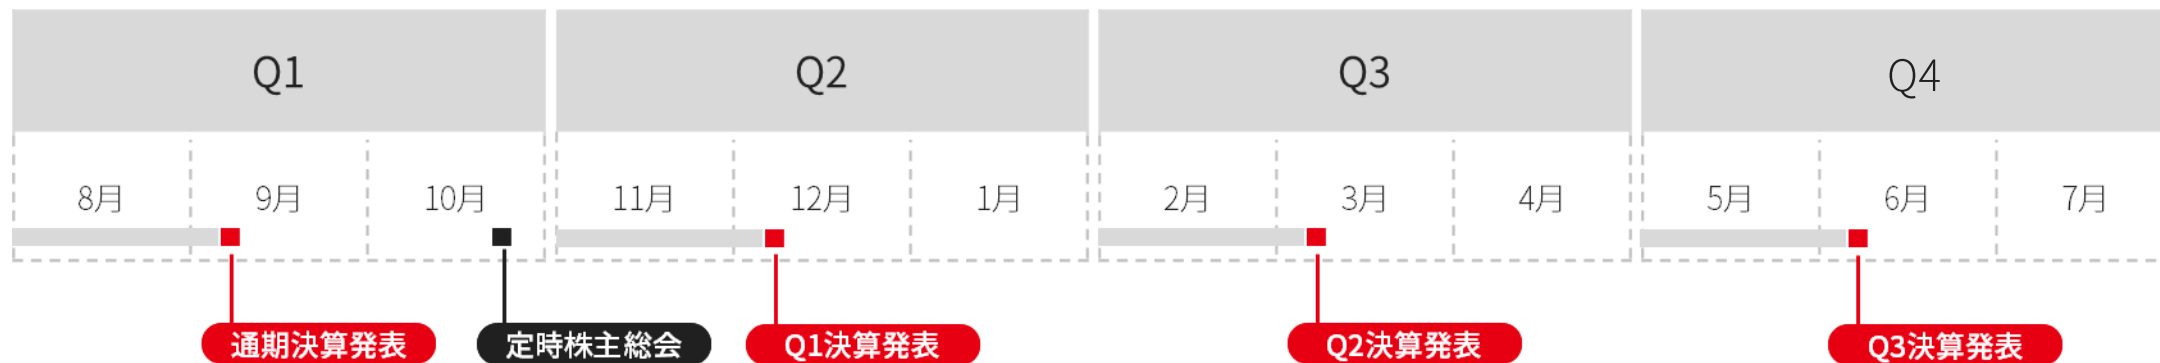 Q1
Q2
Q3
Q4
8月
9月
10月
11月
12月
1月
2月
3月
4月
5月
6月
7月
通期決算発表
定時株主総会
Q1決算発表
Q2決算発表
Q3決算発表